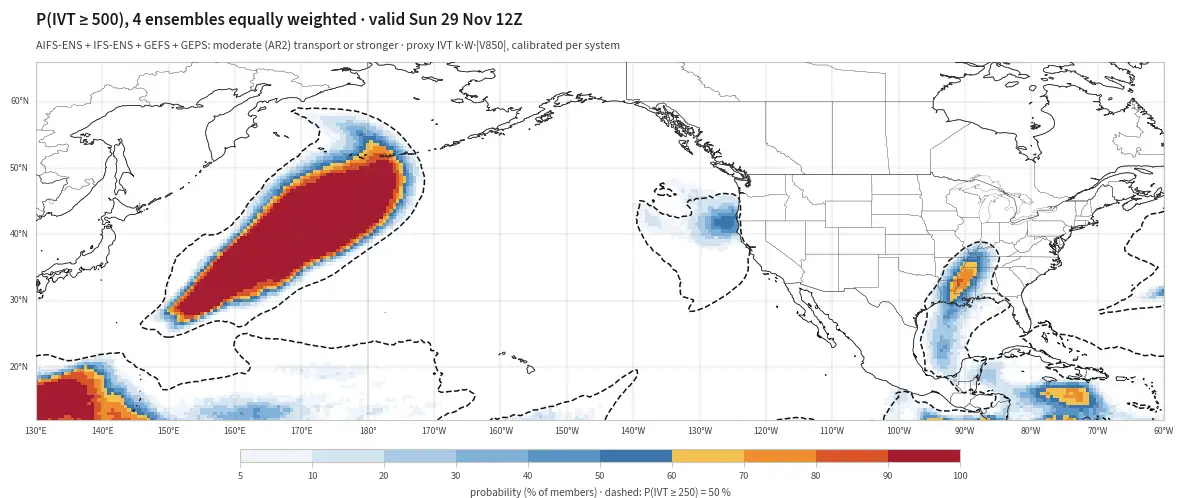 P(IVT ≥ 500), 4 ensembles equally weighted · valid Sun 29 Nov 12Z
AIFS-ENS + IFS-ENS + GEFS + GEPS: moderate (AR2) transport or stronger · proxy IVT k·W·|V850|, calibrated per system
60°N
50°N
40°N
30°N
20°N
130°E 140°E 150°E 160°E 170°E 180° 170°W 160°W 150°W 140°W 130°W 120°W 110°W 100°W 90°W 80°W 70°W 60°W
5 10 20 30 40 50 60 70 80 90 100
probability (% of members) · dashed: P(IVT ≥ 250) = 50 %